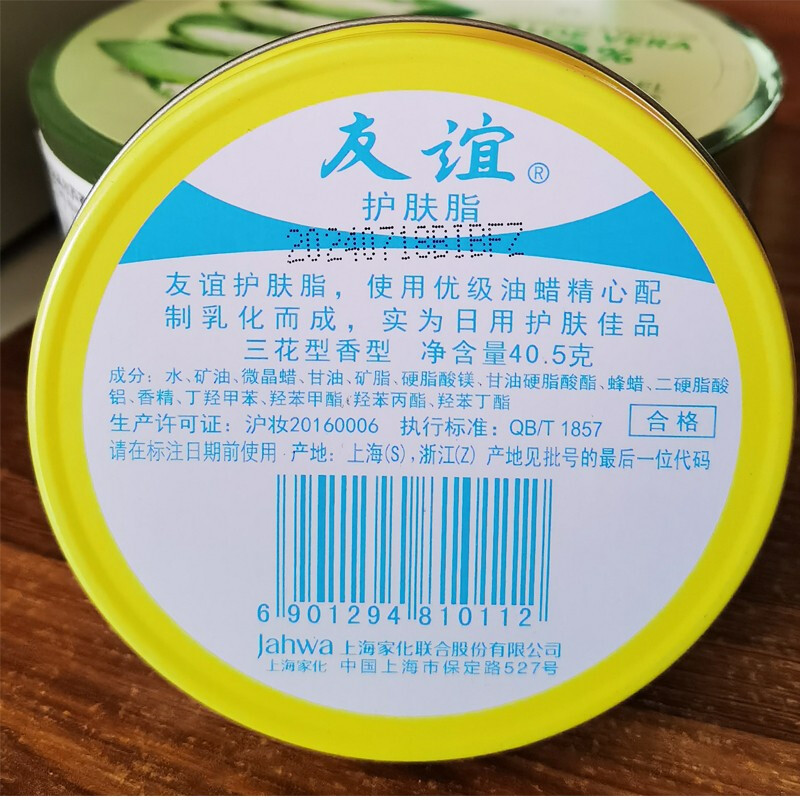 VERA
%
友谊®
护肤脂
友谊护肤脂，使用优级油蜡精心配
制乳化而成，实为日用护肤佳品
三花型香型 净含量40.5克
成分：水、矿油、微晶蜡、甘油、矿脂、硬脂酸镁、甘油硬脂酸酯、蜂蜡、二硬脂酸
铝、香精、丁羟甲苯、羟苯甲酯、羟苯丙酯、羟苯丁酯
生产许可证：沪妆20160006 执行标准：QB/T 1857 合格
请在标注日期前使用 产地：上海(S),浙江(Z) 产地见批号的最后一位代码
6 901294 810112
Jahwa 上海家化联合股份有限公司
上海家化 中国上海市保定路527号